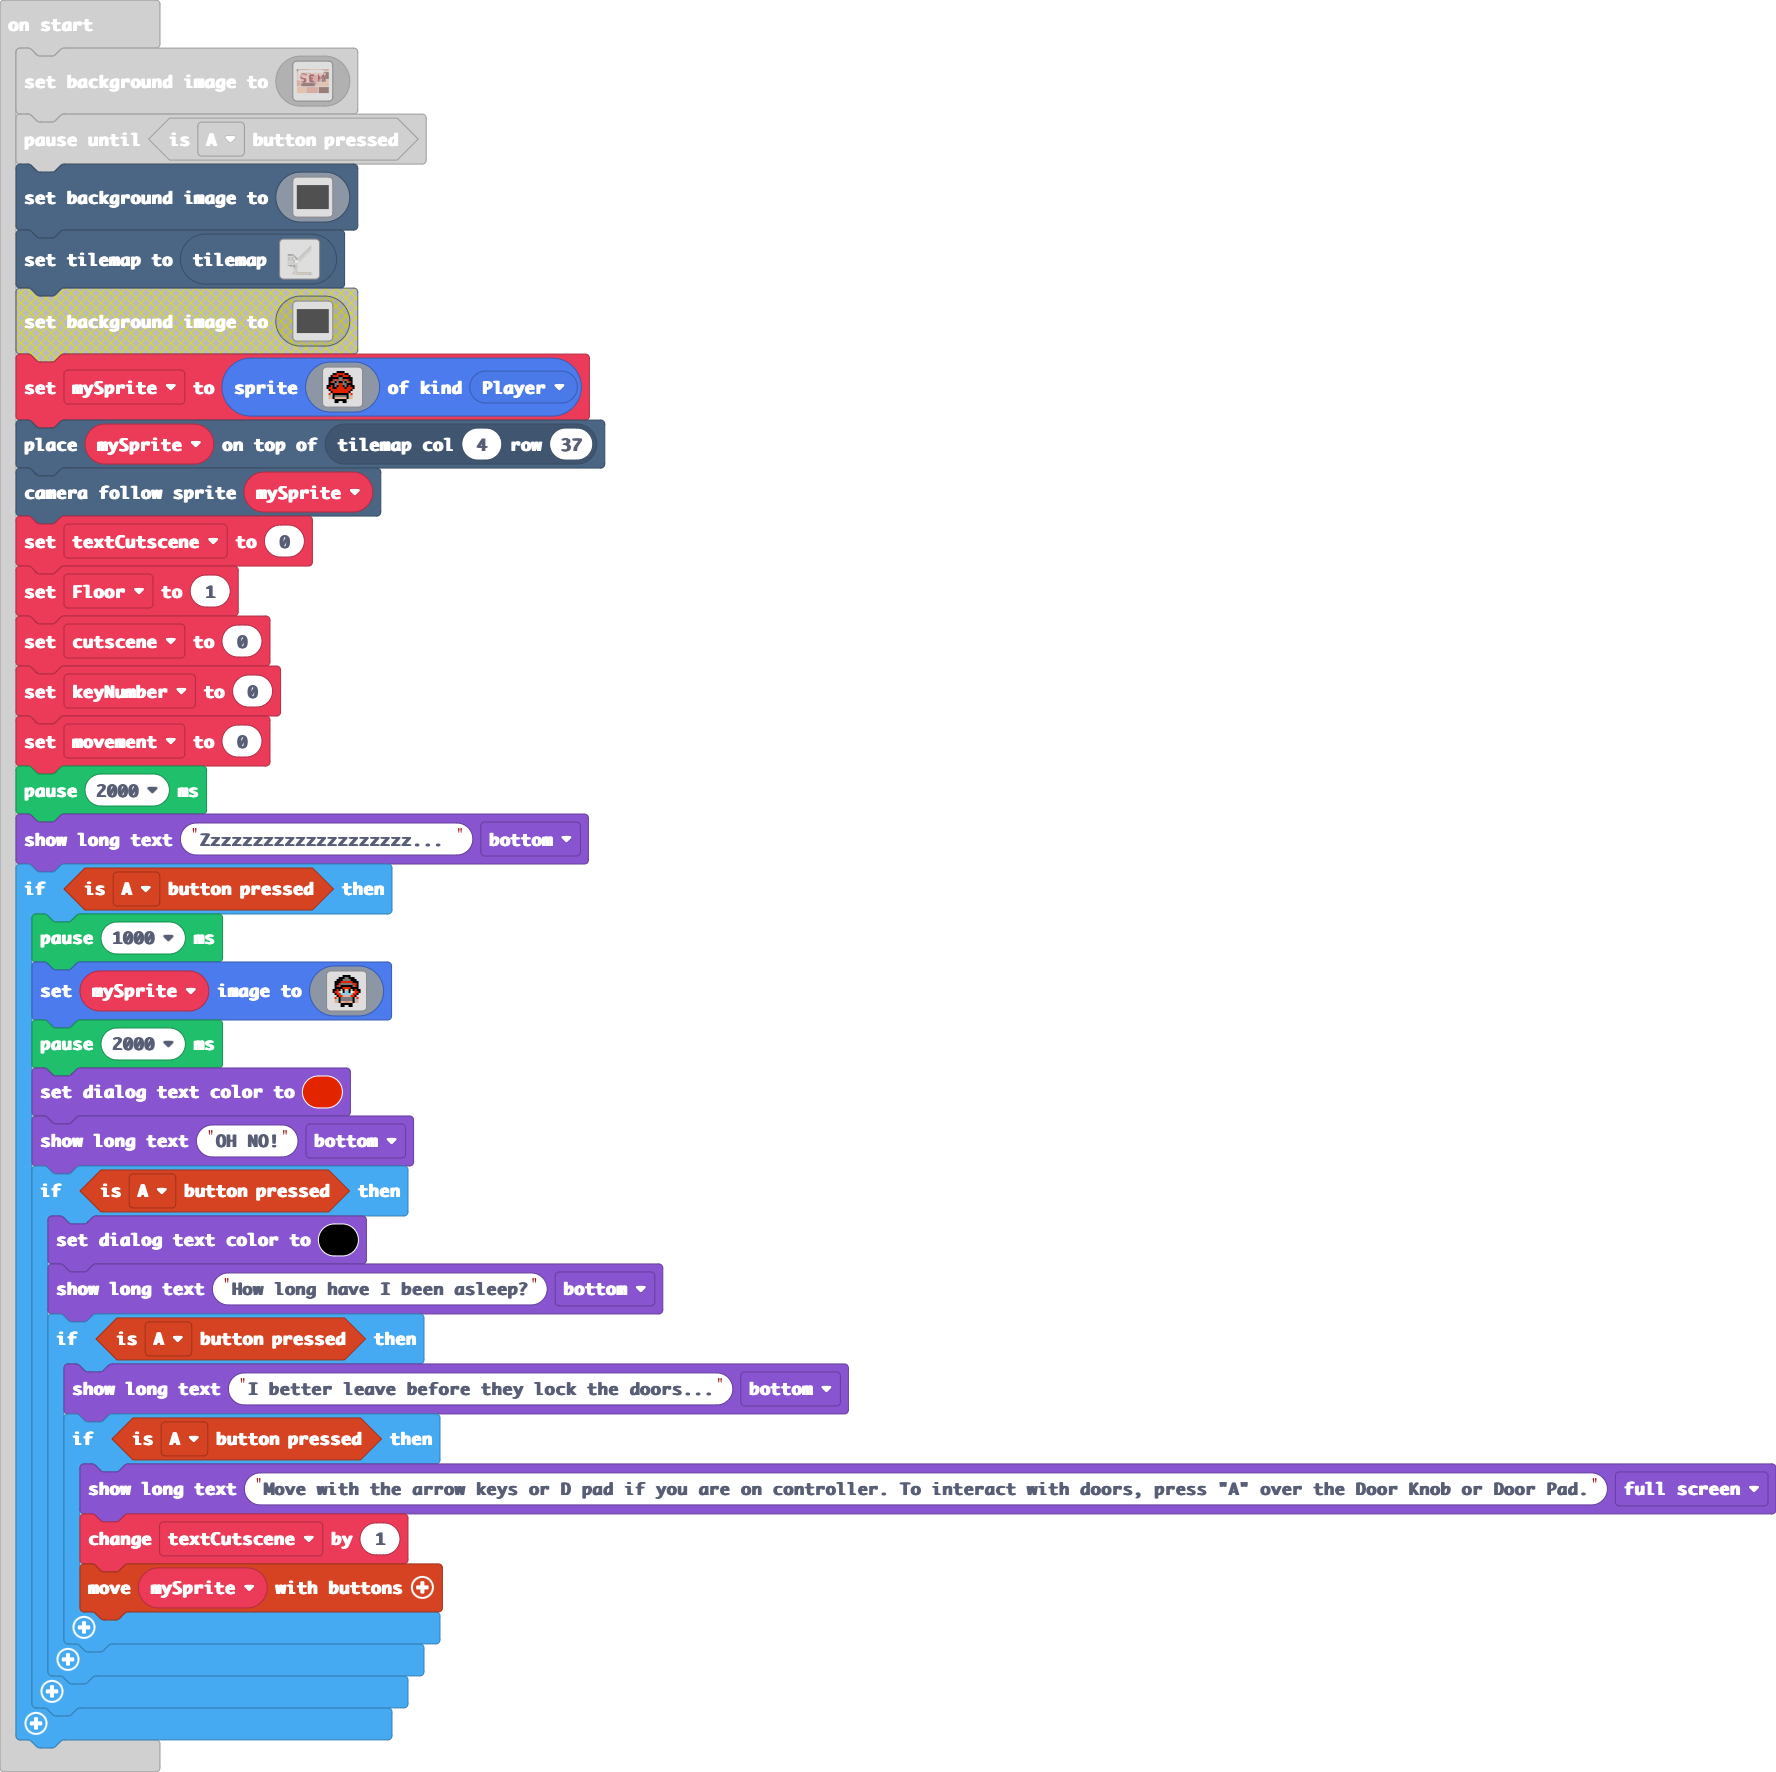 on start
set background image to
pause until is A button pressed
set background image to
set tilemap to tilemap
set background image to
set mySprite to sprite of kind Player
place mySprite on top of tilemap col 4 row 37
camera follow sprite mySprite
set textCutscene to 0
set Floor to 1
set cutscene to 0
set keyNumber to 0
set movement to 0
pause 2000 ms
show long text "Zzzzzzzzzzzzzzzzzzzz... " bottom
if is A button pressed then
pause 1000 ms
set mySprite image to
pause 2000 ms
set dialog text color to
show long text "OH NO!" bottom
if is A button pressed then
set dialog text color to
show long text "How long have I been asleep?" bottom
if is A button pressed then
show long text "I better leave before they lock the doors..." bottom
if is A button pressed then
show long text "Move with the arrow keys or D pad if you are on controller. To interact with doors, press "A" over the Door Knob or Door Pad." full screen
change textCutscene by 1
move mySprite with buttons